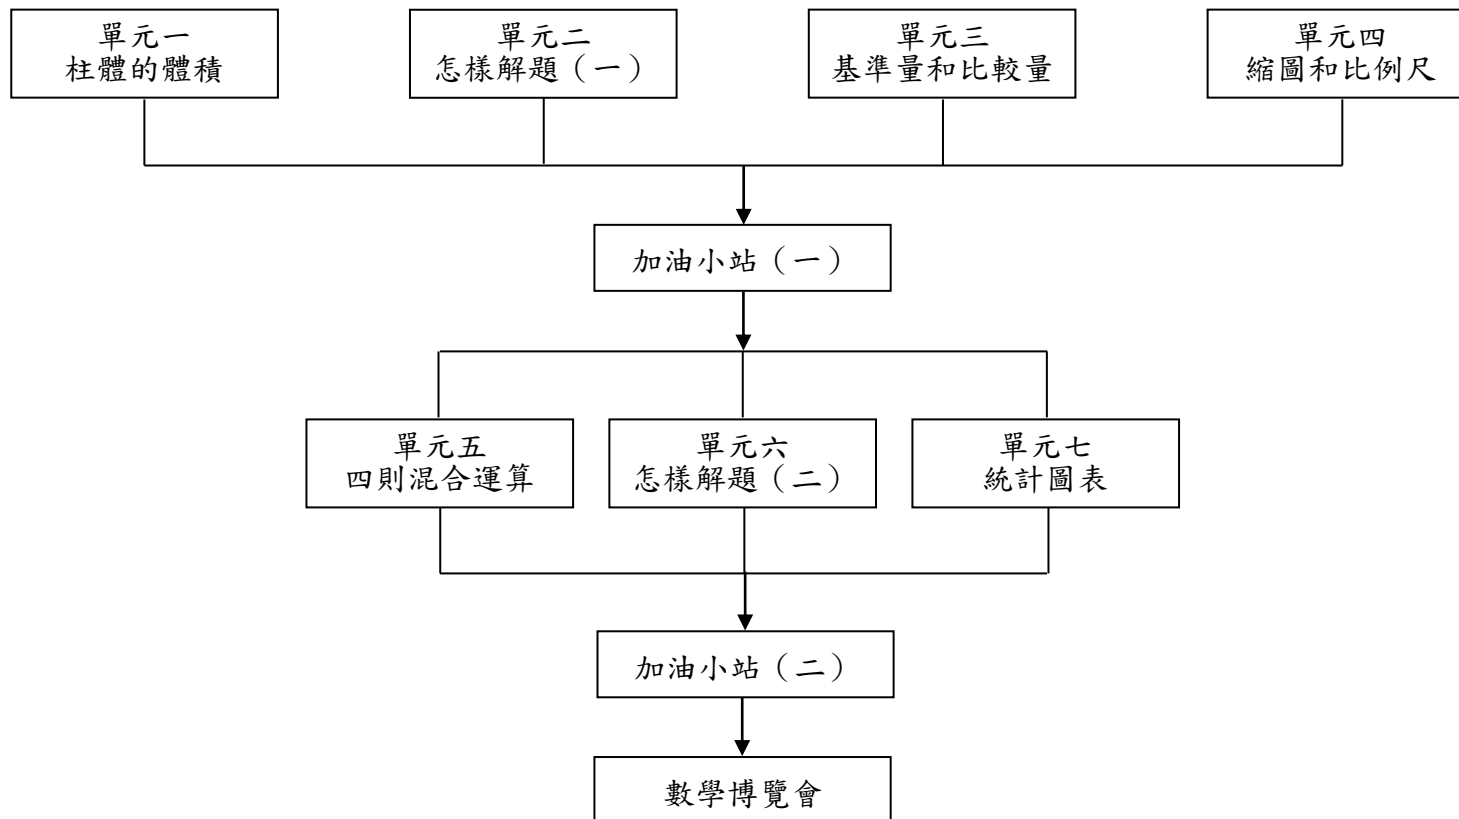 單元一
柱體的體積
單元二
怎樣解題（一）
單元三
基準量和比較量
單元四
縮圖和比例尺
加油小站（一）
單元五
四則混合運算
單元六
怎樣解題（二）
單元七
統計圖表
加油小站（二）
數學博覽會